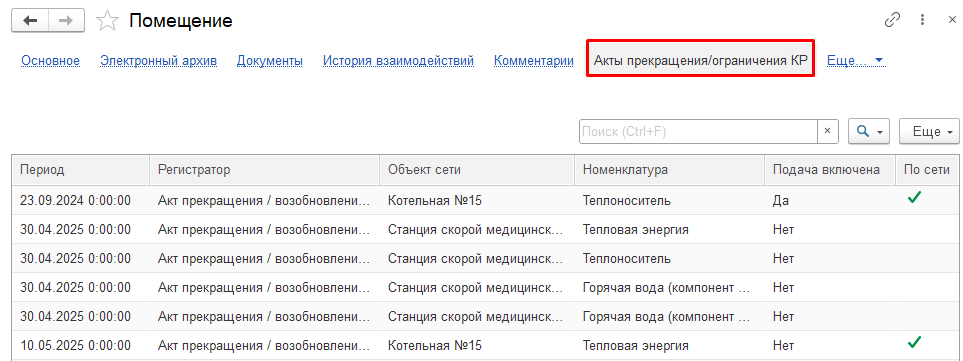 Помещение
Основное Электронный архив Документы История взаимодействий Комментарии Акты прекращения/ограничения КР Еще...
Поиск (Ctrl+F) × Еще
Период Регистратор Объект сети Номенклатура Подача включена По сети
23.09.2024 0:00:00 Акт прекращения / возобновлени... Котельная №15 Теплоноситель Да
30.04.2025 0:00:00 Акт прекращения / возобновлени... Станция скорой медицинск... Тепловая энергия Нет
30.04.2025 0:00:00 Акт прекращения / возобновлени... Станция скорой медицинск... Теплоноситель Нет
30.04.2025 0:00:00 Акт прекращения / возобновлени... Станция скорой медицинск... Горячая вода (компонент ... Нет
30.04.2025 0:00:00 Акт прекращения / возобновлени... Станция скорой медицинск... Горячая вода (компонент ... Нет
10.05.2025 0:00:00 Акт прекращения / возобновлени... Котельная №15 Тепловая энергия Нет